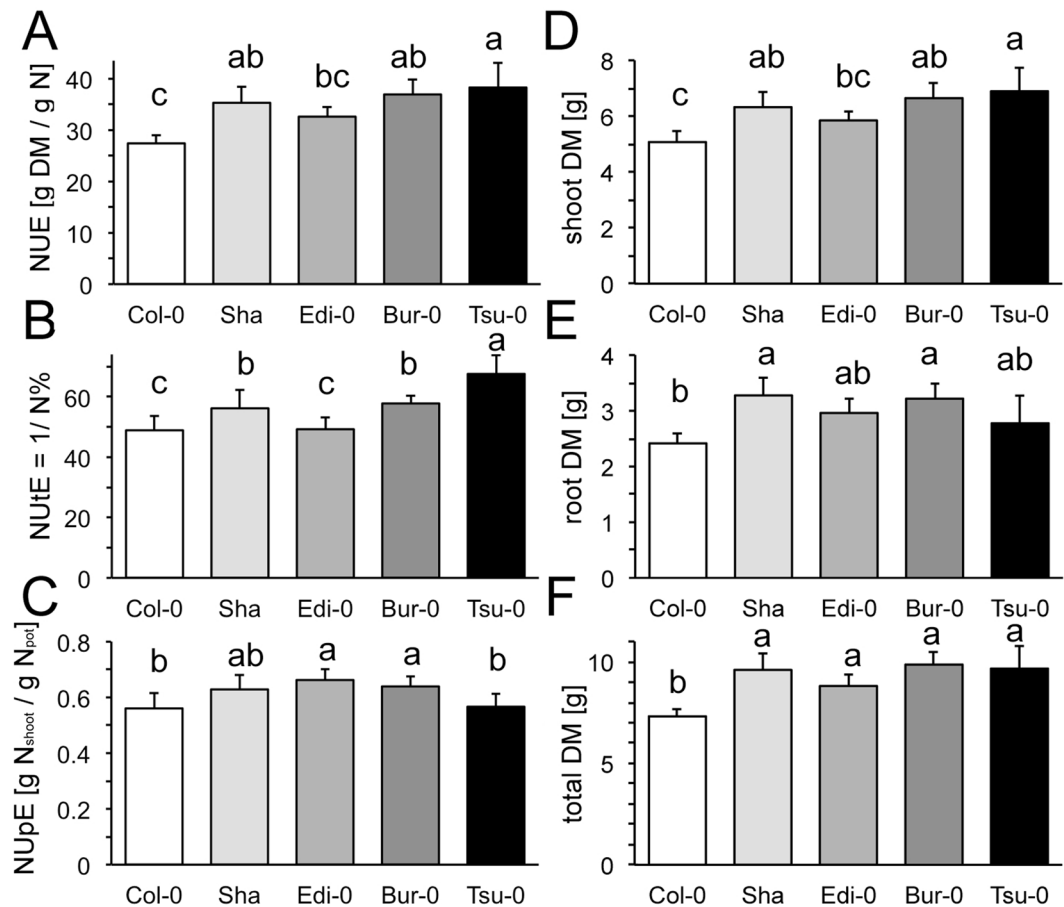 A
NUE [g DM / g N]
40
30
20
10
0
c
ab
bc
ab
a
Col-0 Sha Edi-0 Bur-0 Tsu-0
D
shoot DM [g]
8
6
4
2
0
c
ab
bc
ab
a
Col-0 Sha Edi-0 Bur-0 Tsu-0
B
NUtE = 1/ N%
60
40
20
0
c
b
c
b
a
Col-0 Sha Edi-0 Bur-0 Tsu-0
E
root DM [g]
4
3
2
1
0
b
a
ab
a
ab
Col-0 Sha Edi-0 Bur-0 Tsu-0
C
NUpE [g Nshoot / g Npot]
0.8
0.6
0.4
0.2
0
b
ab
a
a
b
Col-0 Sha Edi-0 Bur-0 Tsu-0
F
total DM [g]
10
5
0
b
a
a
a
a
Col-0 Sha Edi-0 Bur-0 Tsu-0